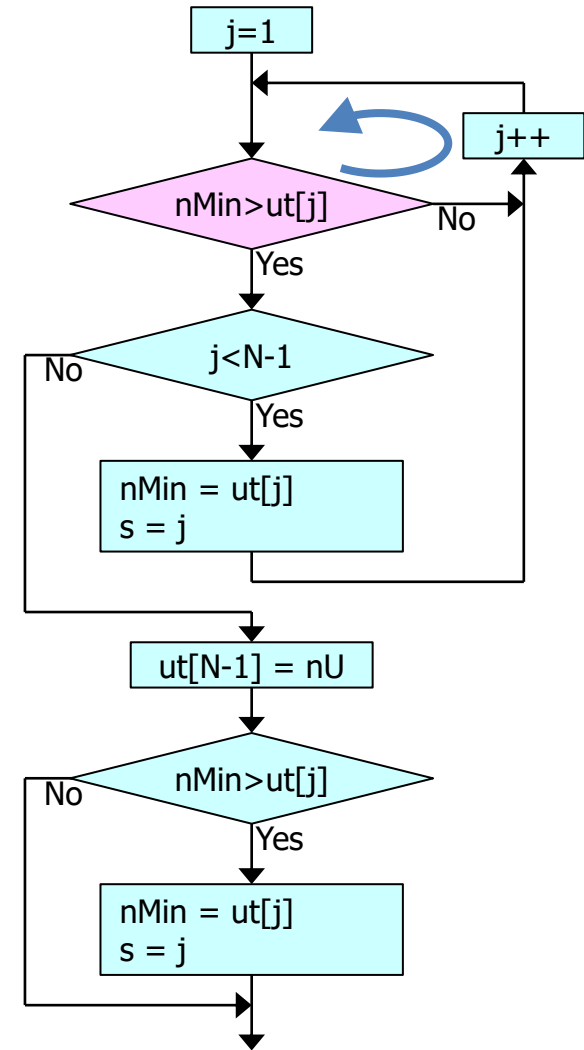 j=1
j++
nMin>ut[j]
No
Yes
j<N-1
No
Yes
nMin = ut[j]
s = j
ut[N-1] = nU
nMin>ut[j]
No
Yes
nMin = ut[j]
s = j